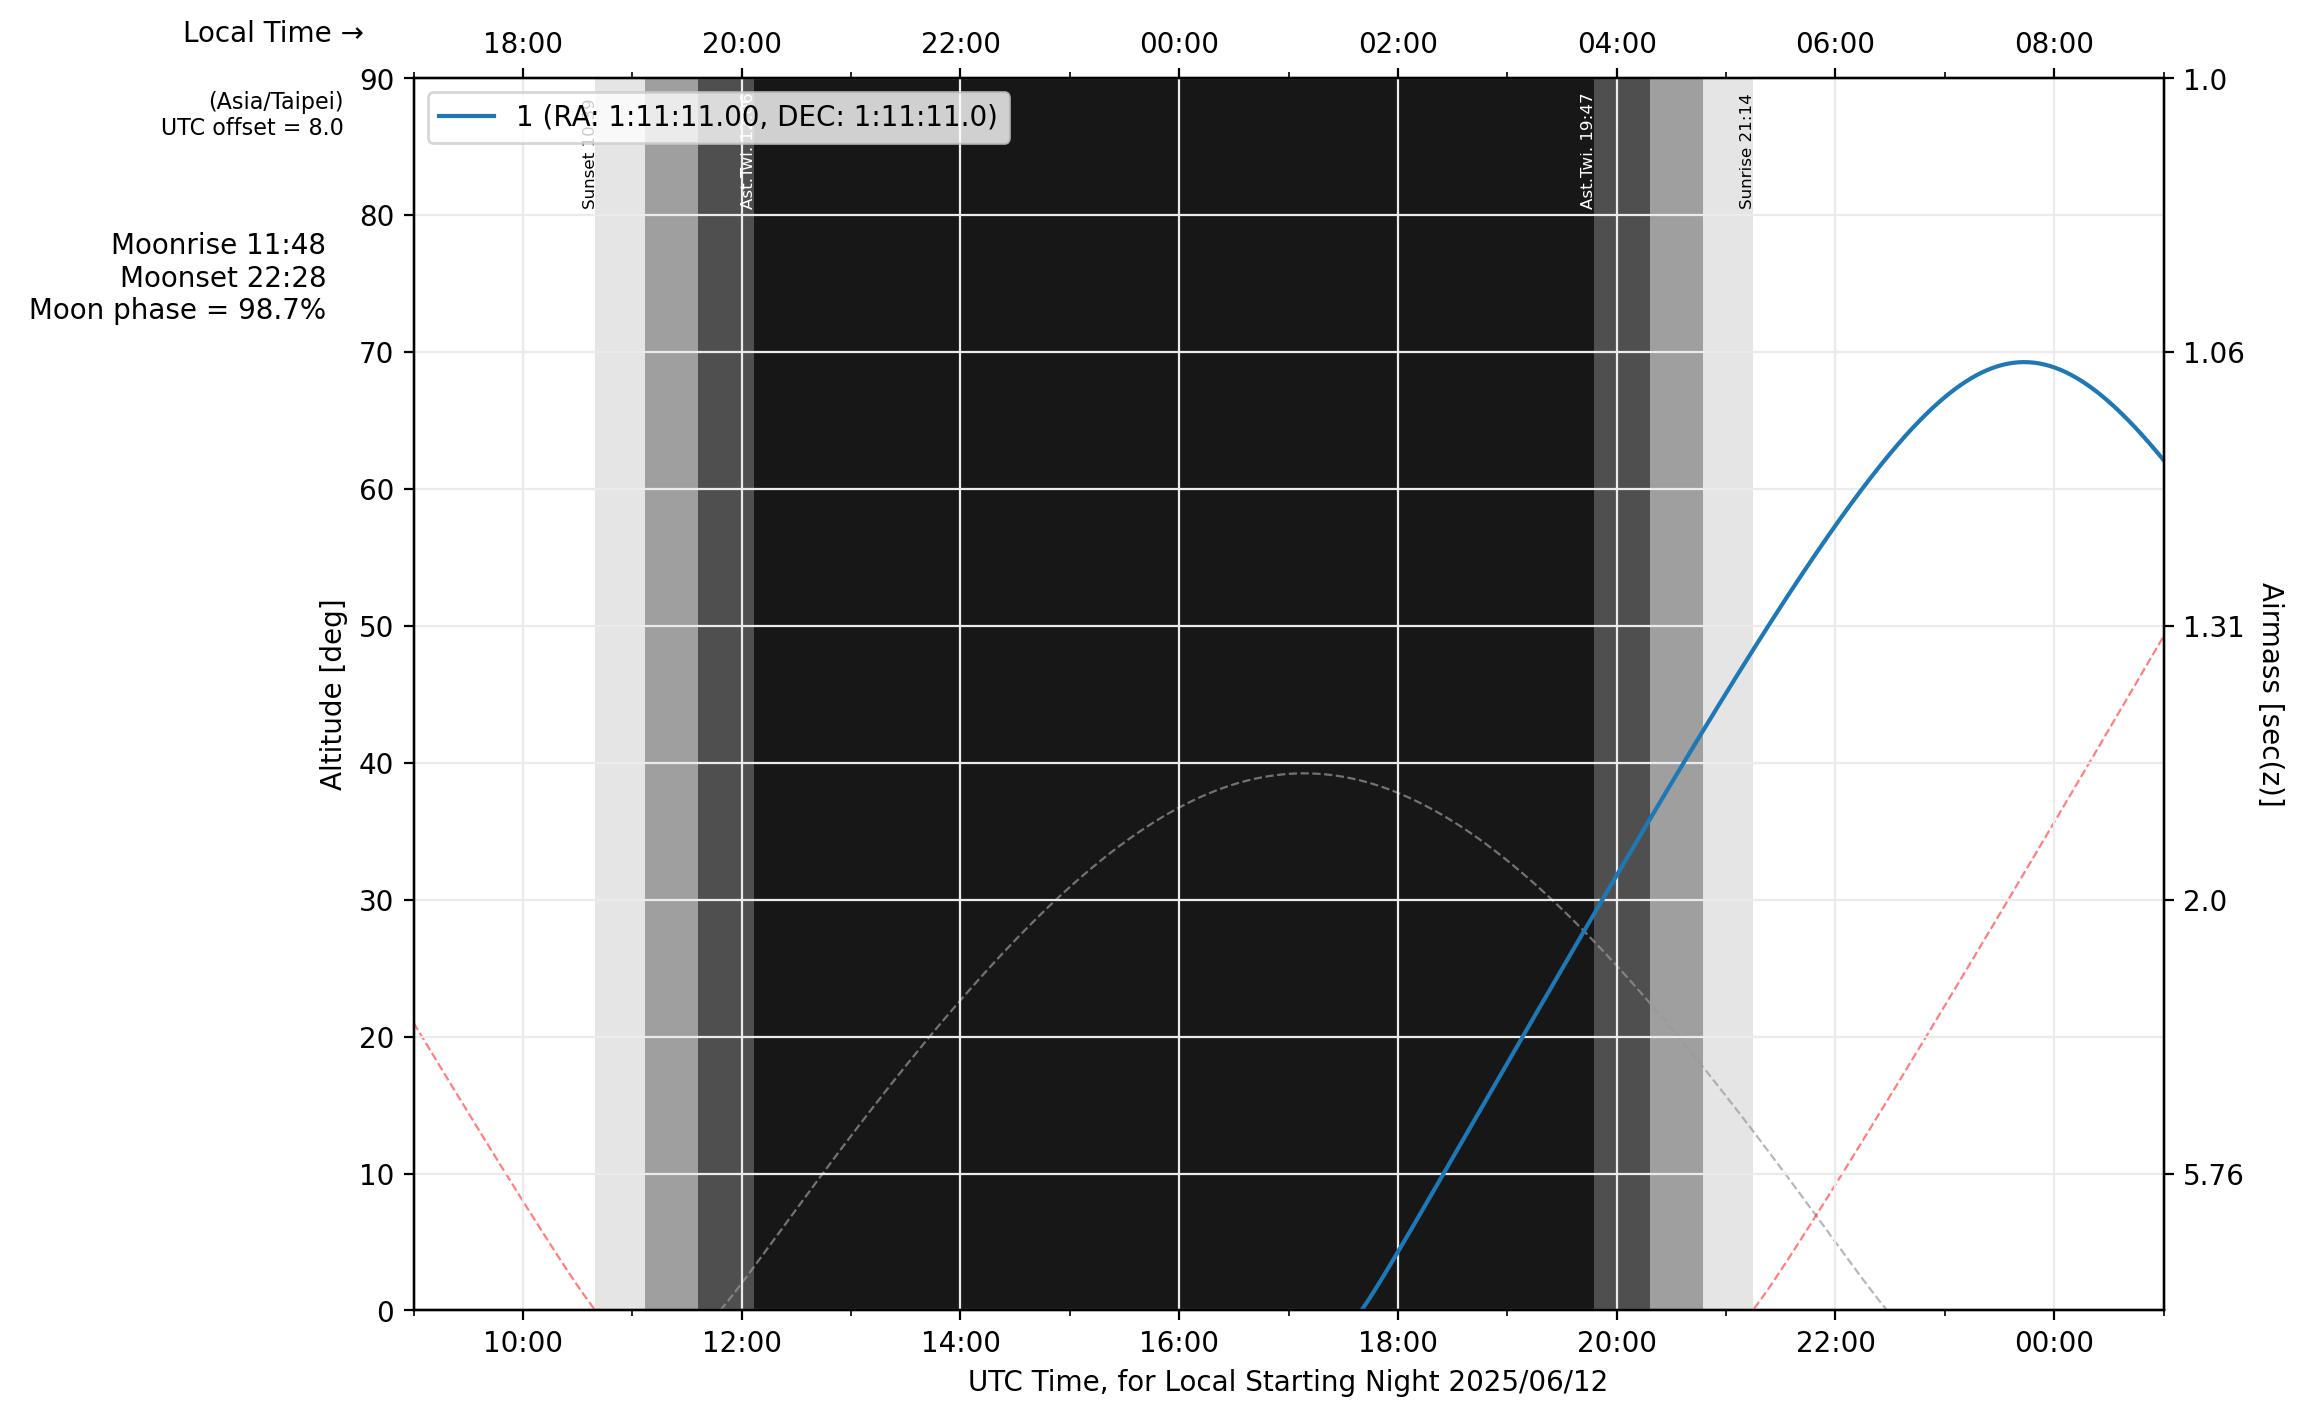 Local Time →
18:00 20:00 22:00 00:00 02:00 04:00 06:00 08:00
(Asia/Taipei)
UTC offset = 8.0
Moonrise 11:48
Moonset 22:28
Moon phase = 98.7%
1 (RA: 1:11:11.00, DEC: 1:11:11.0)
Sunset
Ast.Twi.
Ast.Twi. 19:47
Sunrise 21:14
Altitude [deg]
90
80
70
60
50
40
30
20
10
0
1.0
1.06
1.31
2.0
5.76
Airmass [sec(z)]
10:00 12:00 14:00 16:00 18:00 20:00 22:00 00:00
UTC Time, for Local Starting Night 2025/06/12